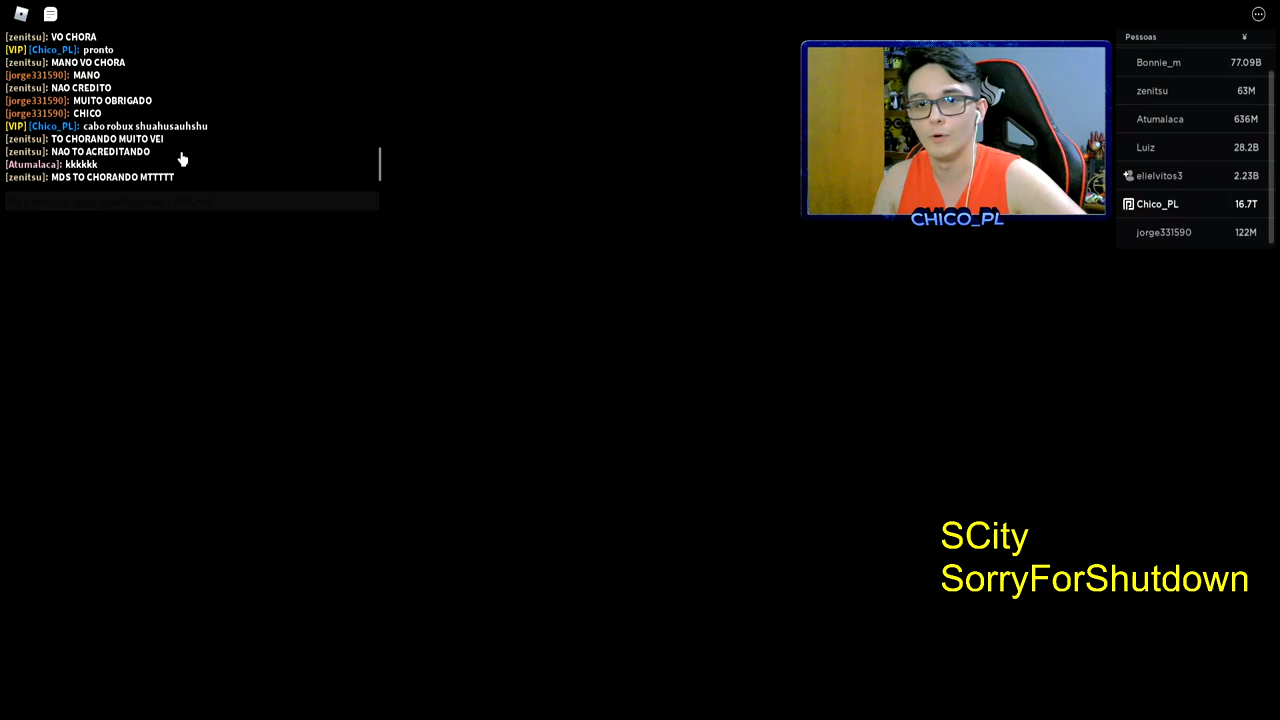 [zenitsu]: VO CHORA
[VIP] [Chico_PL]: pronto
[zenitsu]: MANO VO CHORA
[jorge331590]: MANO
[zenitsu]: NAO CREDITO
[jorge331590]: MUITO OBRIGADO
[jorge331590]: CHICO
[VIP] [Chico_PL]: cabo robux shuahusauhshu
[zenitsu]: TO CHORANDO MUITO VEI
[zenitsu]: NAO TO ACREDITANDO
[Atumalaca]: kkkkkk
[zenitsu]: MDS TO CHORANDO MTTTTT
CHICO_PL
Pessoas ¥
Bonnie_m 77.09B
zenitsu 63M
Atumalaca 636M
Luiz 28.2B
elielvitos3 2.23B
Chico_PL 16.7T
jorge331590 122M
SCity
SorryForShutdown